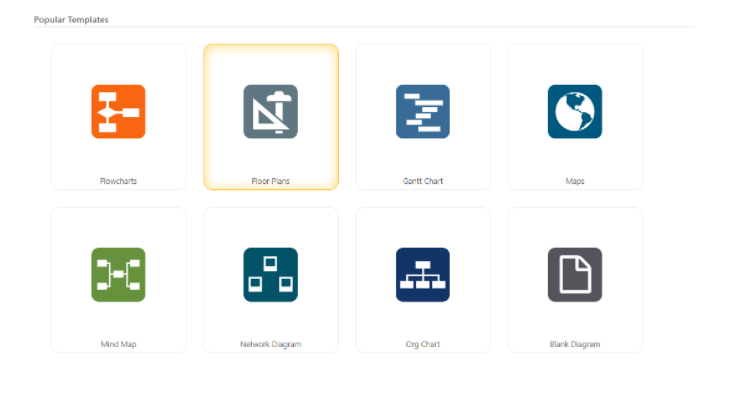 Popular Templates
Flowcharts
Floor Plans
Gantt Chart
Maps
Mind Map
Network Diagram
Org Chart
Blank Diagram